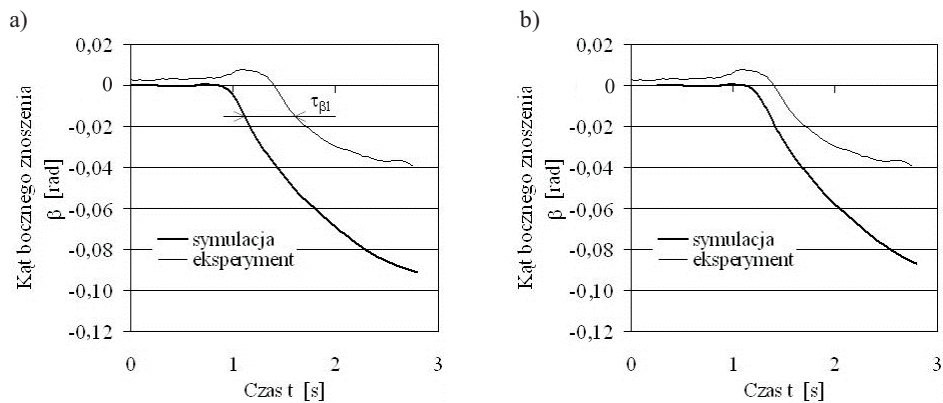 a)
0,02
0
-0,02
-0,04
-0,06
-0,08
-0,10
-0,12
Kąt bocznego znoszenia
β [rad]
τβ1
symulacja
eksperyment
0 1 2 3
Czas t [s]
b)
0,02
0
-0,02
-0,04
-0,06
-0,08
-0,10
-0,12
Kąt bocznego znoszenia
β [rad]
symulacja
eksperyment
0 1 2 3
Czas t [s]